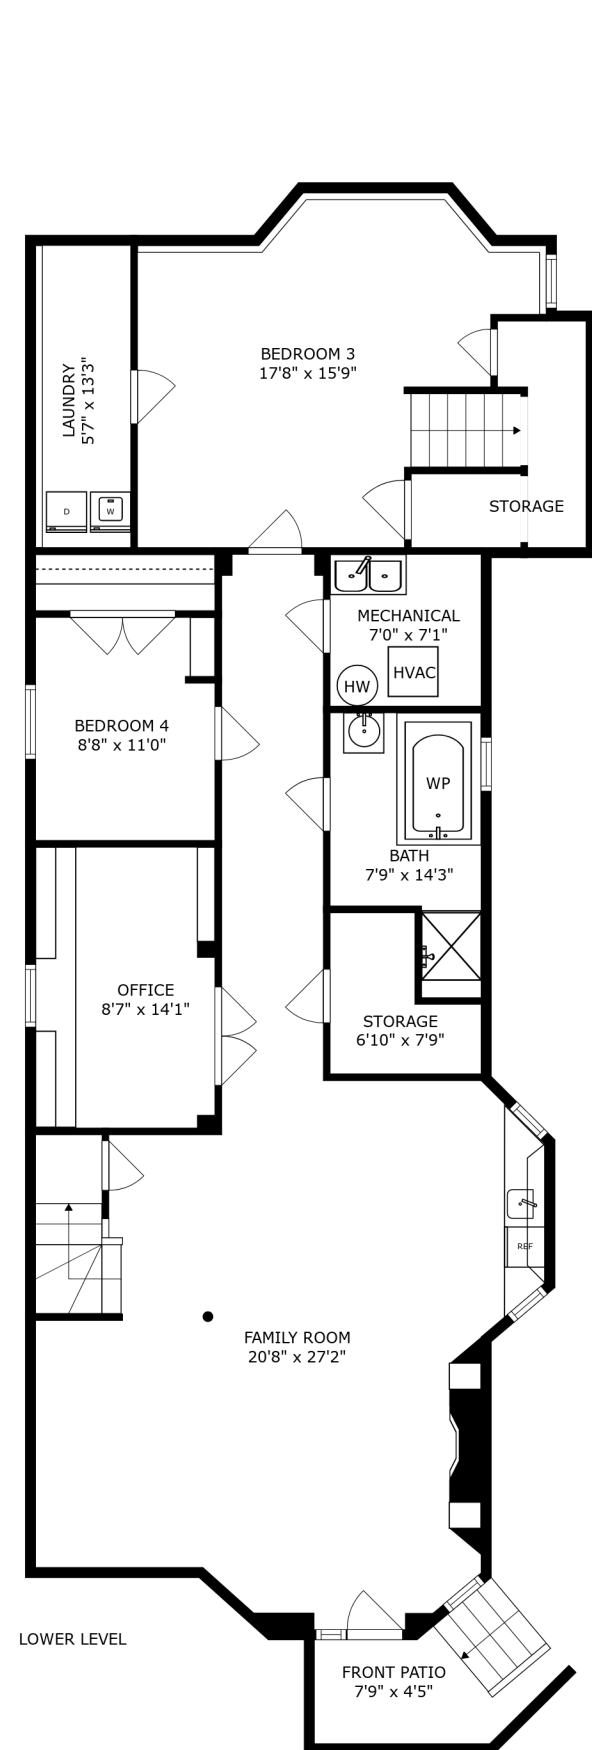 BEDROOM 3
17'8" x 15'9"
LAUNDRY
5'7" x 13'3"
D
W
STORAGE
MECHANICAL
7'0" x 7'1"
HVAC
HW
BEDROOM 4
8'8" x 11'0"
WP
BATH
7'9" x 14'3"
OFFICE
8'7" x 14'1"
STORAGE
6'10" x 7'9"
REF
FAMILY ROOM
20'8" x 27'2"
LOWER LEVEL
FRONT PATIO
7'9" x 4'5"